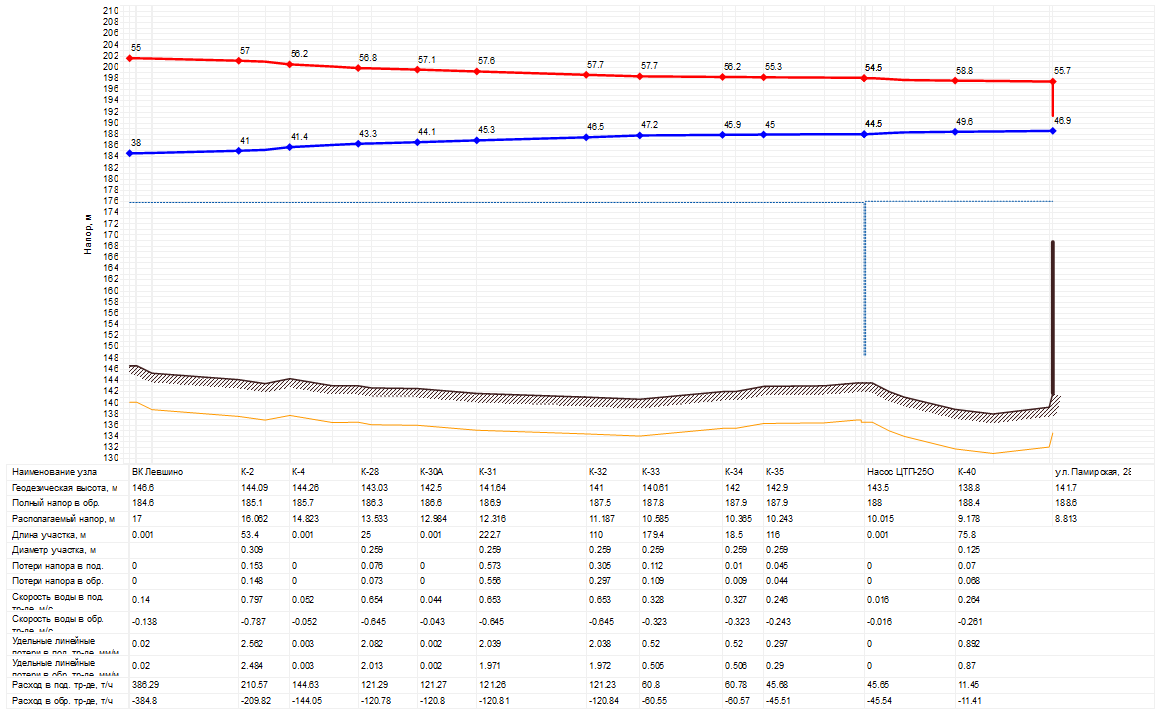 210
208
206
204
202
200
198
196
194
192
190
188
186
184
182
180
178
176
174
172
170
168
166
164
162
160
158
156
154
152
150
148
146
144
142
140
138
136
134
132
130
Напор, м
55 57 56.2 56.8 57.1 57.6 57.7 57.7 56.2 55.3 54.5 58.8 55.7
38 41 41.4 43.3 44.1 45.3 46.5 47.2 45.9 45 44.5 49.6 46.9
Наименование узла ВК Левшино К-2 К-4 К-28 К-30А К-31 К-32 К-33 К-34 К-35 Насос ЦТП-25О К-40 ул. Памирская, 28
Геодезическая высота, м 146.6 144.09 144.26 143.03 142.5 141.64 141 140.61 142 142.9 143.5 138.8 141.7
Полный напор в обр. 184.6 185.1 185.7 186.3 186.6 186.9 187.5 187.8 187.9 187.9 188 188.4 188.6
Располагаемый напор, м 17 16.062 14.823 13.533 12.984 12.316 11.187 10.585 10.365 10.243 10.015 9.178 8.813
Длина участка, м 0.001 53.4 0.001 25 0.001 222.7 110 179.4 18.5 116 0.001 75.8
Диаметр участка, м 0.309 0.259 0.259 0.259 0.259 0.259 0.259 0.125
Потери напора в под. 0 0.153 0 0.076 0 0.573 0.305 0.112 0.01 0.045 0 0.07
Потери напора в обр. 0 0.148 0 0.073 0 0.556 0.297 0.109 0.009 0.044 0 0.068
Скорость воды в под. 0.14 0.797 0.052 0.654 0.044 0.653 0.653 0.328 0.327 0.246 0.016 0.264
тр-де, м/с
Скорость воды в обр. -0.138 -0.787 -0.052 -0.645 -0.043 -0.645 -0.645 -0.323 -0.323 -0.243 -0.016 -0.261
тр-де, м/с
Удельные линейные 0.02 2.562 0.003 2.082 0.002 2.039 2.038 0.52 0.52 0.297 0 0.892
потери в под. тр-де, мм/м
Удельные линейные 0.02 2.484 0.003 2.013 0.002 1.971 1.972 0.505 0.506 0.29 0 0.87
потери в обр. тр-де, мм/м
Расход в под. тр-де, т/ч 386.29 210.57 144.63 121.29 121.27 121.26 121.23 60.8 60.78 45.68 45.65 11.45
Расход в обр. тр-де, т/ч -384.8 -209.82 -144.05 -120.78 -120.8 -120.81 -120.84 -60.55 -60.57 -45.51 -45.54 -11.41